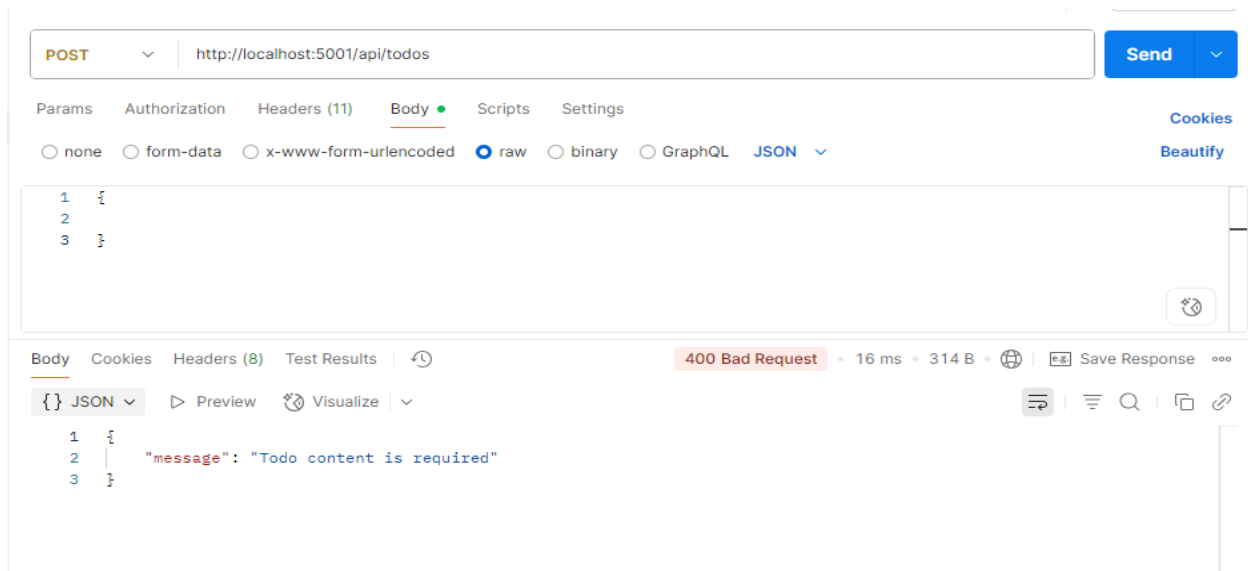 POST http://localhost:5001/api/todos Send
Params Authorization Headers (11) Body Scripts Settings Cookies
none form-data x-www-form-urlencoded raw binary GraphQL JSON Beautify
1 {
2
3 }
Body Cookies Headers (8) Test Results 400 Bad Request 16 ms 314 B e.g. Save Response
{} JSON Preview Visualize
1 {
2 "message": "Todo content is required"
3 }